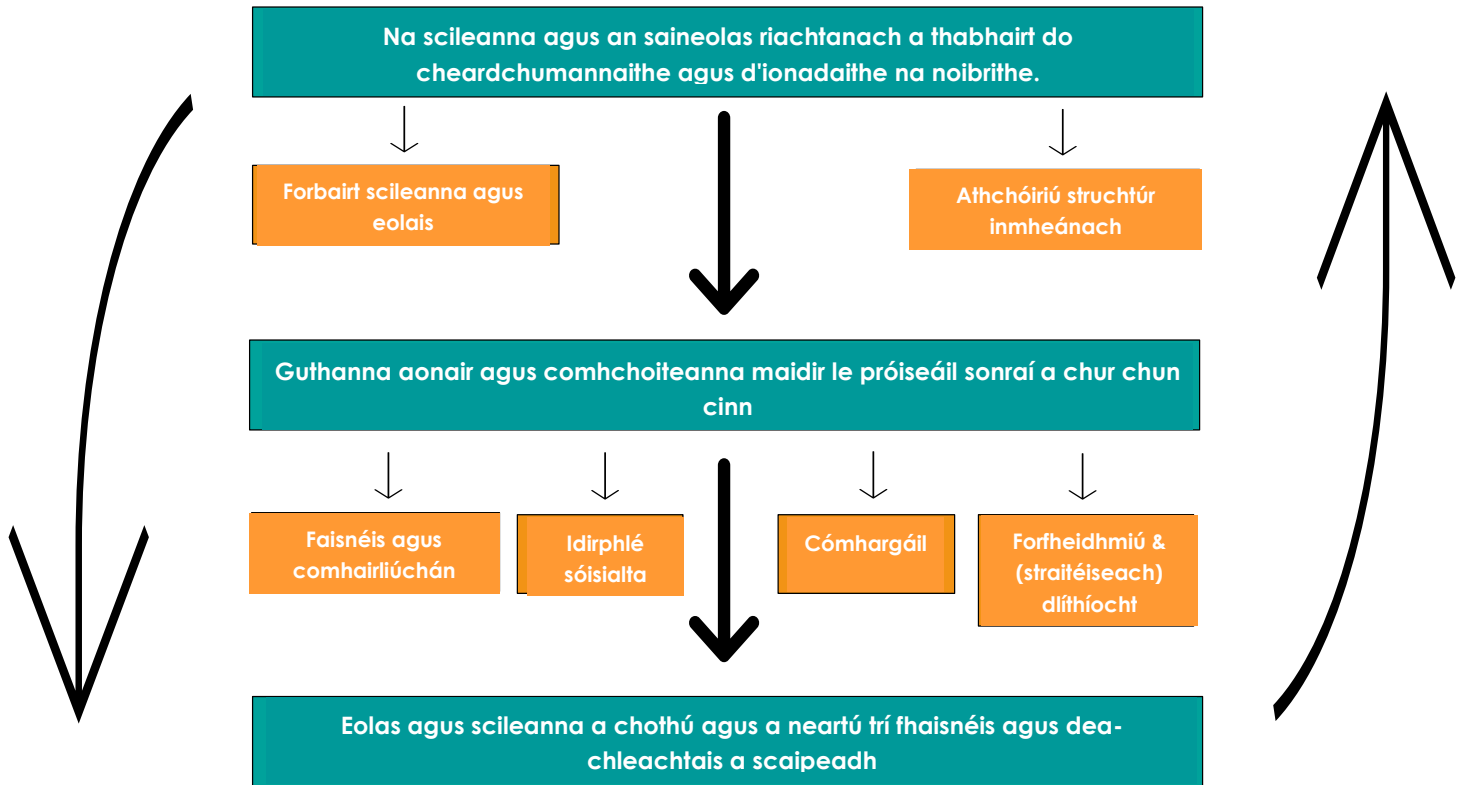 Na scileanna agus an saineolas riachtanach a thabhairt do
cheardchumannaithe agus d'ionadaithe na noibrithe.
Forbairt scileanna agus
eolais
Athchóiriú struchtúr
inmheánach
Guthanna aonair agus comhchoiteanna maidir le próiseáil sonraí a chur chun
cinn
Faisnéis agus
comhairliúchán
Idirphlé
sóisialta
Cómhargáil
Forfheidhmiú &
(straitéiseach)
dlíthíocht
Eolas agus scileanna a chothú agus a neartú trí fhaisnéis agus dea-
chleachtais a scaipeadh